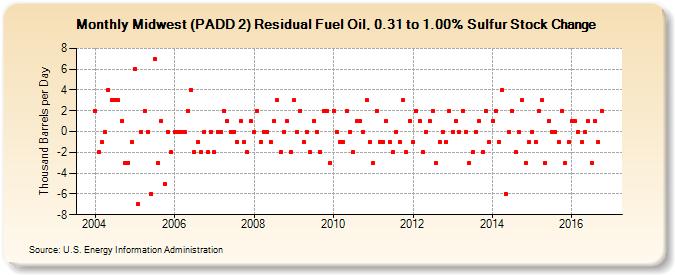 Monthly Midwest (PADD 2) Residual Fuel Oil, 0.31 to 1.00% Sulfur Stock Change
Thousand Barrels per Day
8
6
4
2
0
-2
-4
-6
-8
2004 2006 2008 2010 2012 2014 2016
Source: U.S. Energy Information Administration